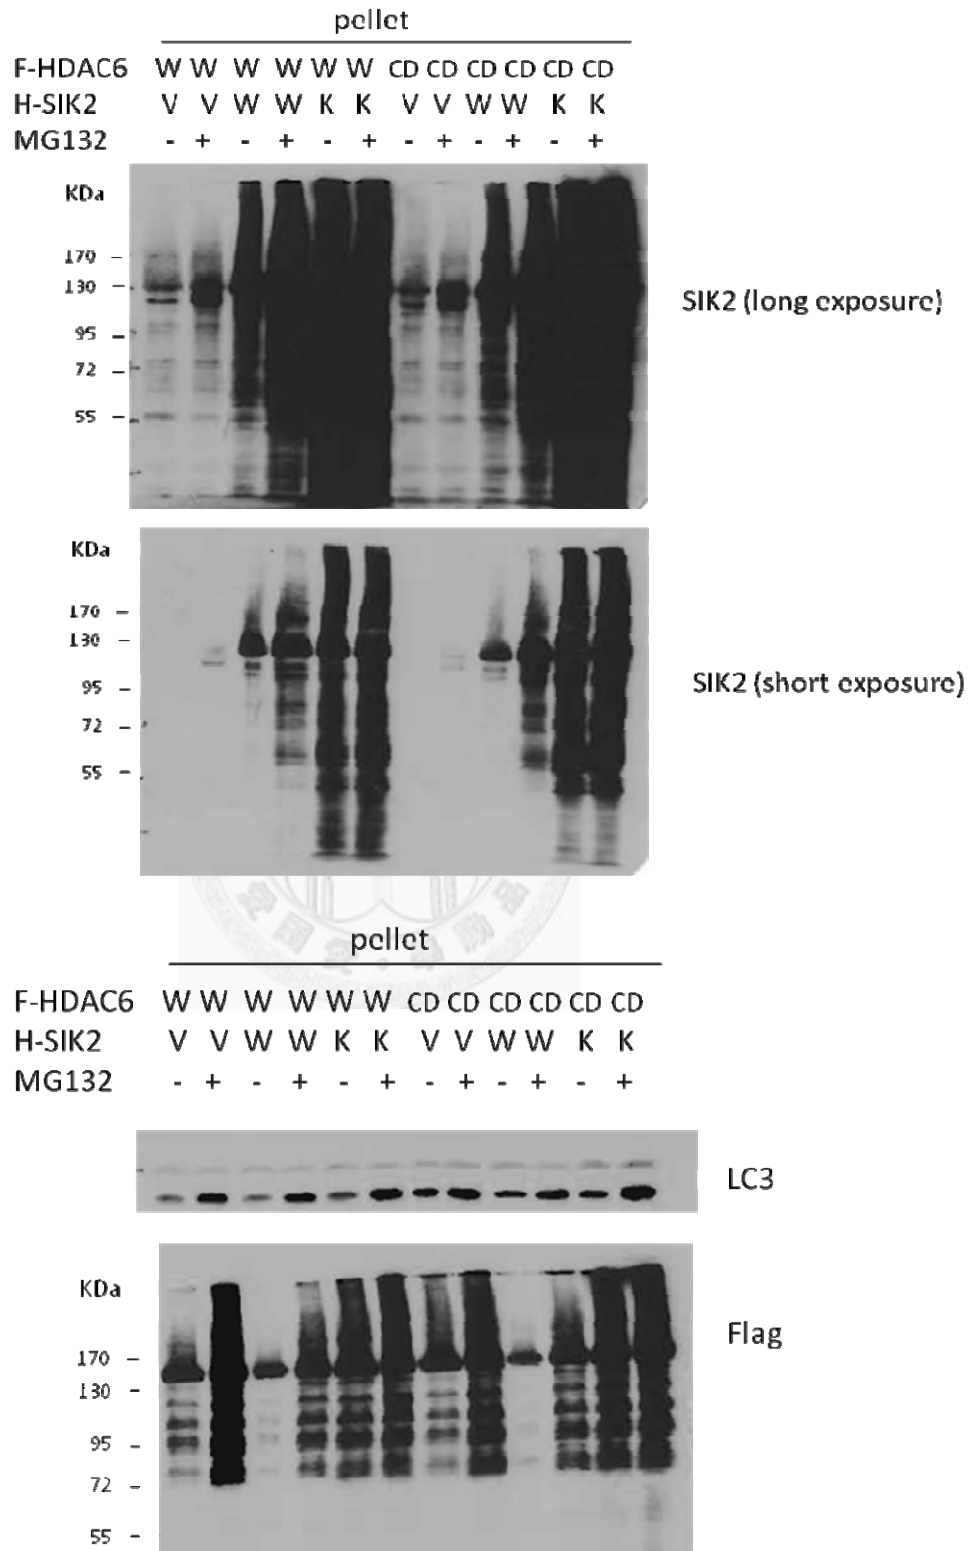 pellet
F-HDAC6 W W W W W W CD CD CD CD CD CD
H-SIK2 V V W W K K V V W W K K
MG132 - + - + - + - + - + - +
KDa
170 –
130 –
95 –
72 –
55 –
SIK2 (long exposure)
KDa
170 –
130 –
95 –
72 –
55 –
SIK2 (short exposure)
pellet
F-HDAC6 W W W W W W CD CD CD CD CD CD
H-SIK2 V V W W K K V V W W K K
MG132 - + - + - + - + - + - +
LC3
KDa
170 –
130 –
95 –
72 –
55 –
Flag